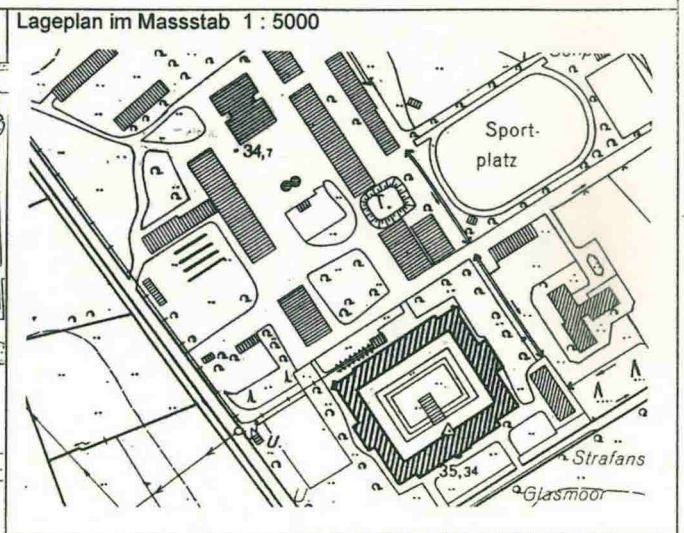 Lageplan im Massstab 1 : 5000
Sport-
platz
34,7
T.
U.
35,34
Strafans
Glasmoor
U.